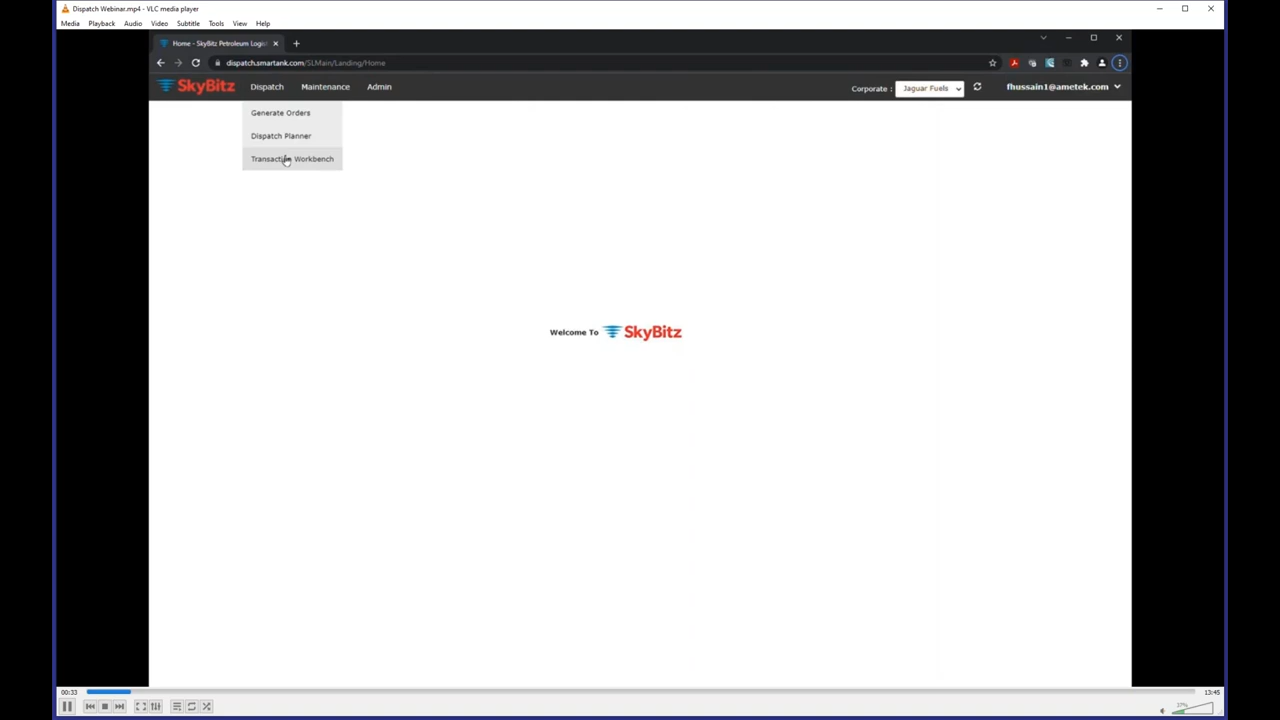 Dispatch Webinar.mp4 - VLC media player
Media Playback Audio Video Subtitle Tools View Help
Home - SkyBitz Petroleum Logi
dispatch.smartank.com/SLMain/Landing/Home
SkyBitz Dispatch Maintenance Admin Corporate : Jaguar Fuels fhussain1@ametek.com
Generate Orders
Dispatch Planner
Transaction Workbench
Welcome To SkyBitz
00:33 13:45
37%